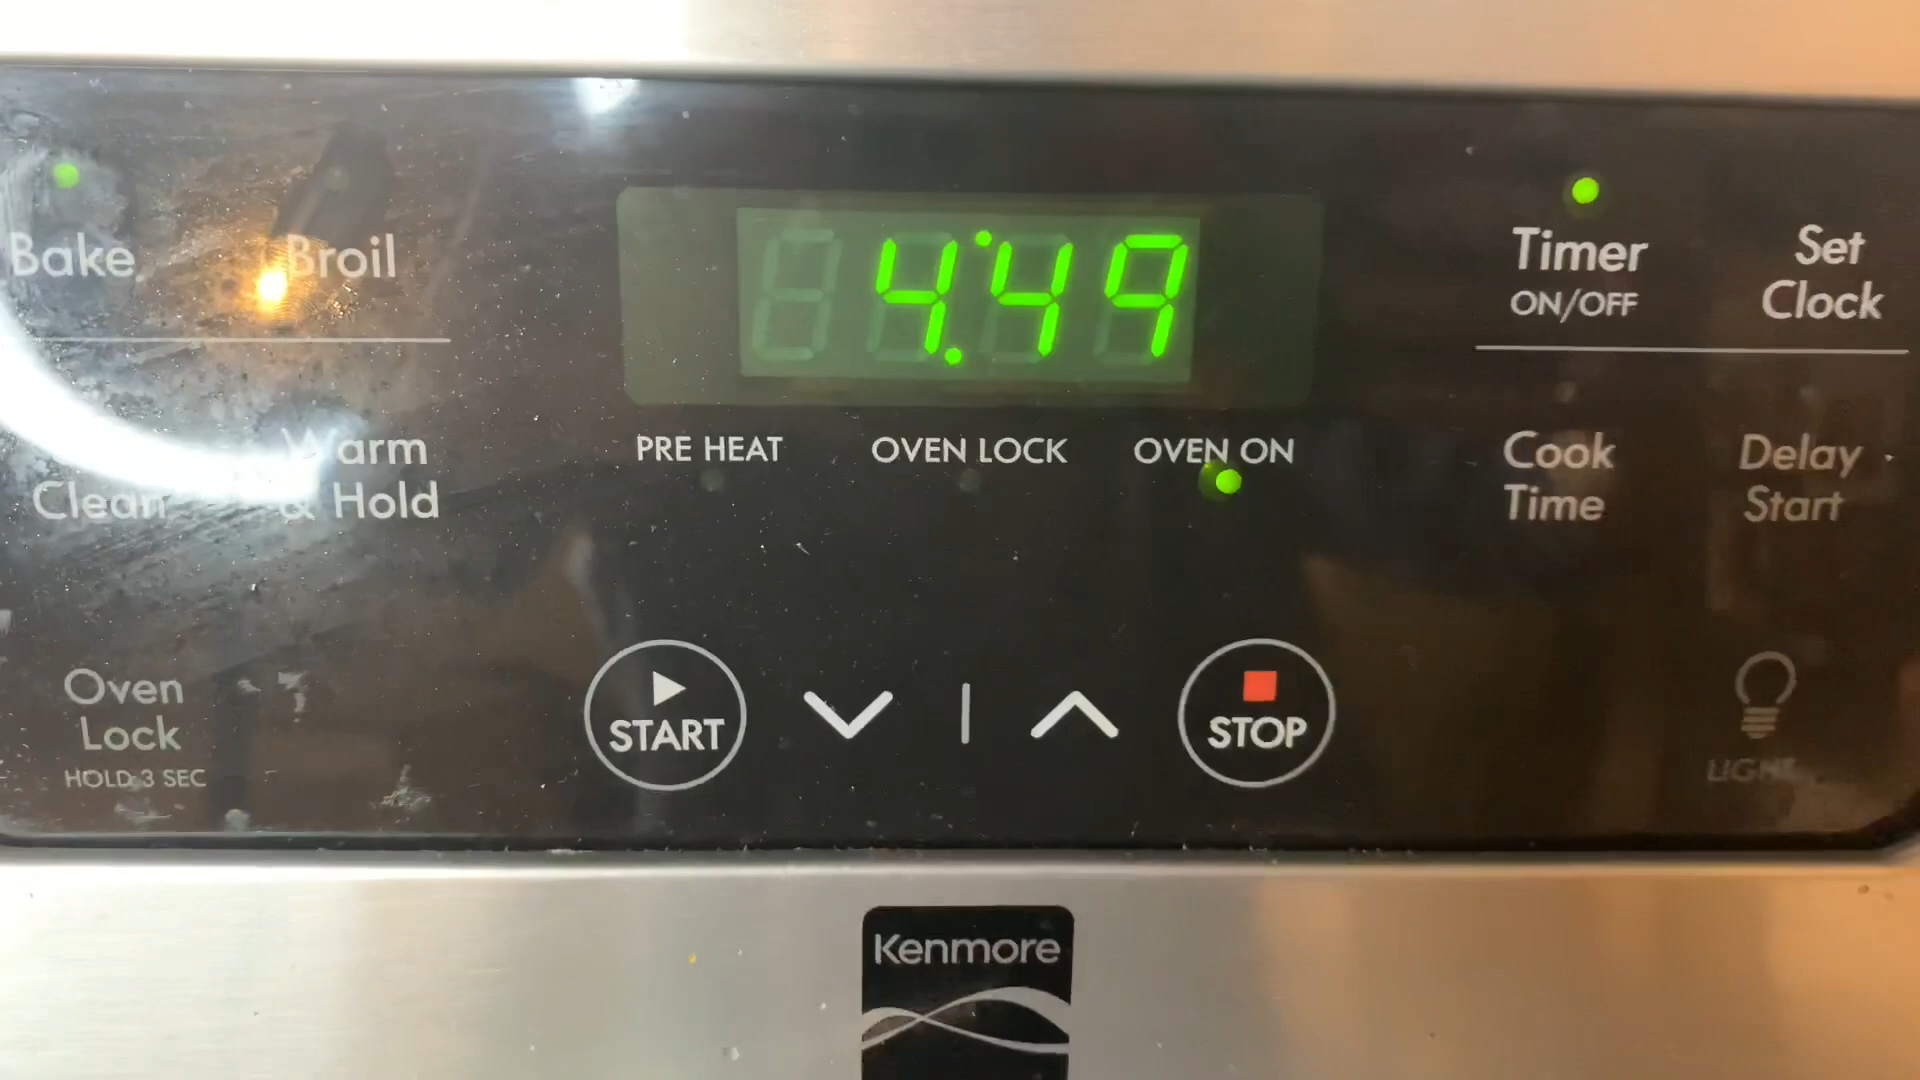 4:49
Bake
Broil
Timer
ON/OFF
Set
Clock
PRE HEAT
OVEN LOCK
OVEN ON
Clean
Warm
& Hold
Cook
Time
Delay
Start
Oven
Lock
HOLD 3 SEC
START
STOP
LIGHT
Kenmore